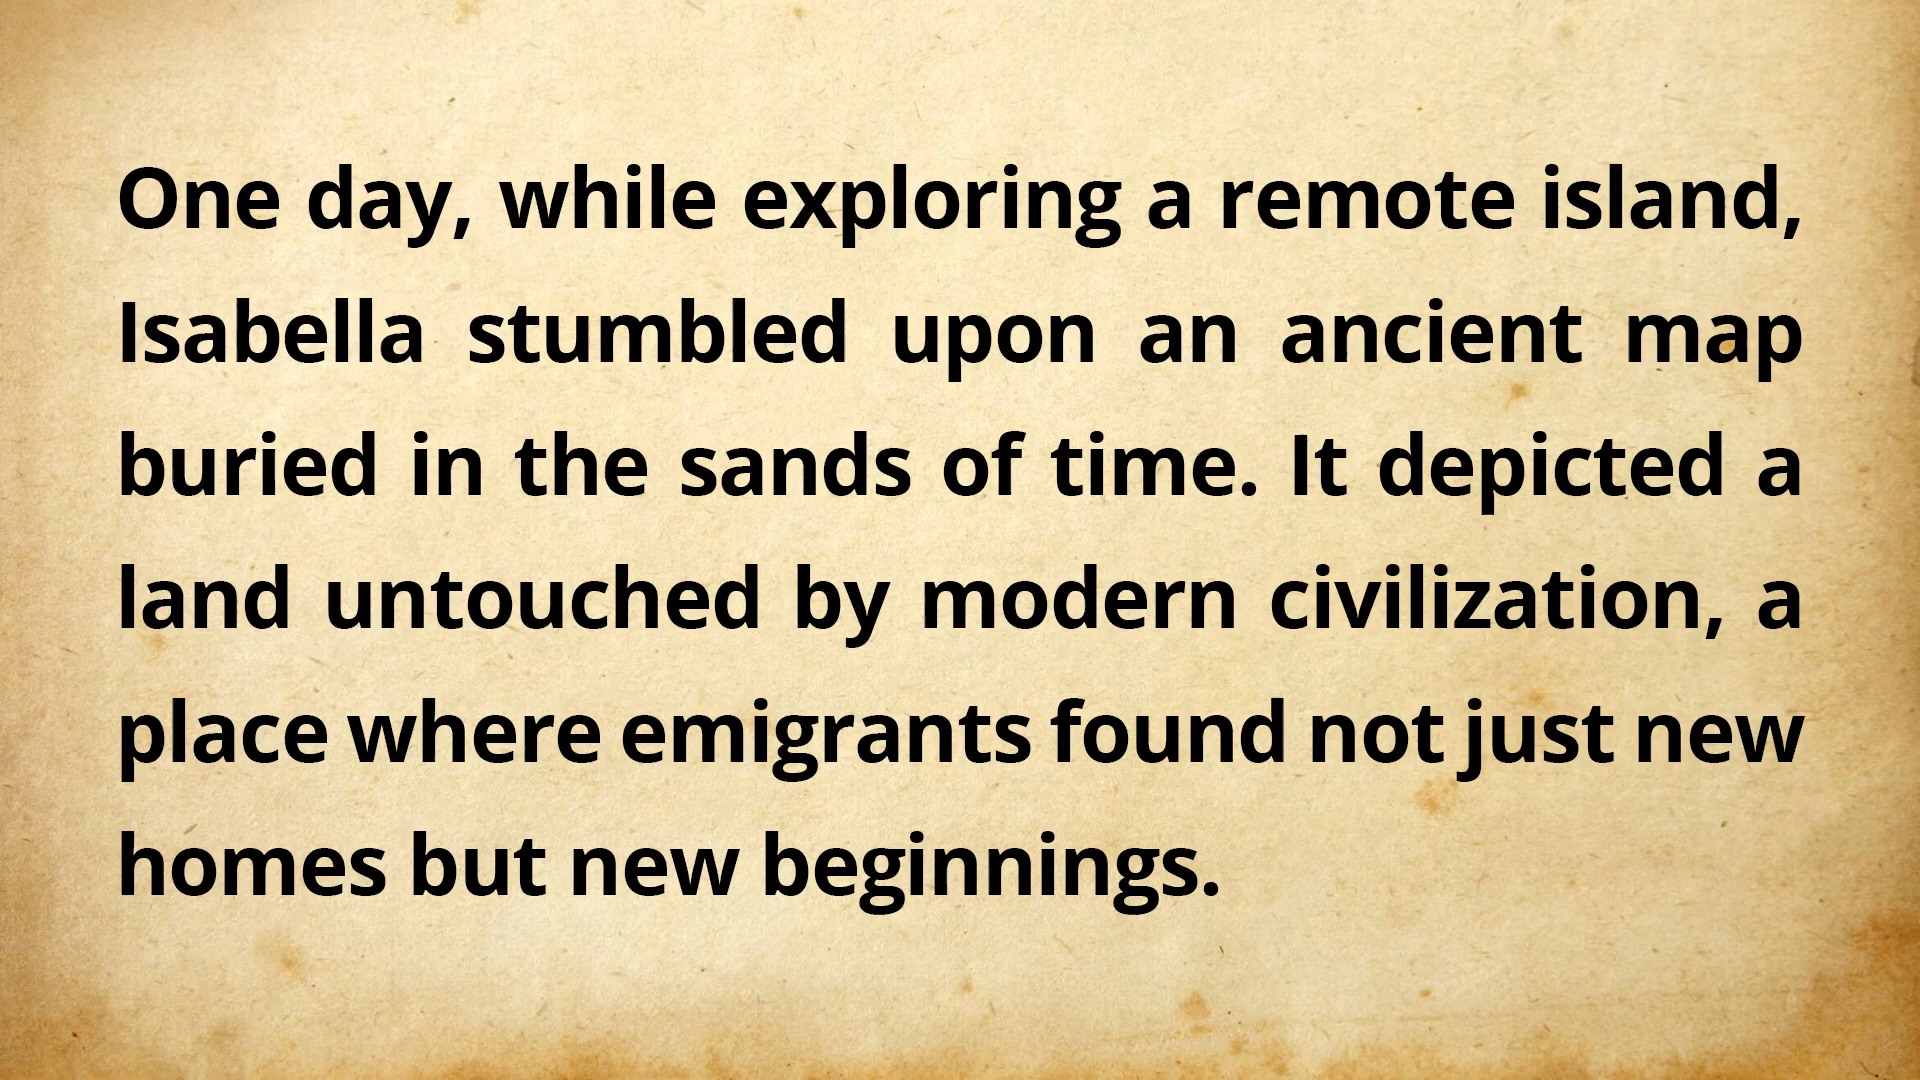 One day, while exploring a remote island,
Isabella stumbled upon an ancient map
buried in the sands of time. It depicted a
land untouched by modern civilization, a
place where emigrants found not just new
homes but new beginnings.